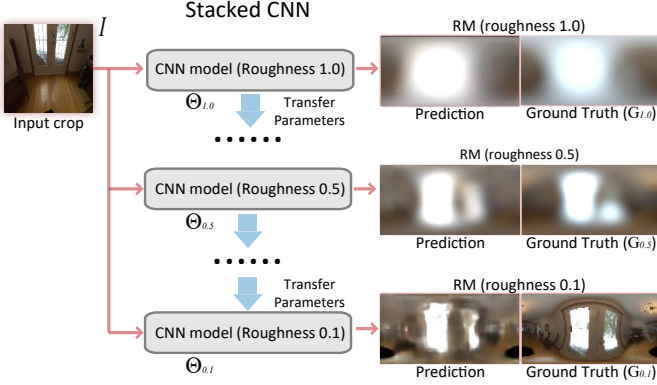 Stacked CNN
I
Input crop
CNN model (Roughness 1.0)
Θ1.0
Transfer
Parameters
......
CNN model (Roughness 0.5)
Θ0.5
......
Transfer
Parameters
CNN model (Roughness 0.1)
Θ0.1
RM (roughness 1.0)
Prediction
Ground Truth (G1.0)
RM (roughness 0.5)
Prediction
Ground Truth (G0.5)
RM (roughness 0.1)
Prediction
Ground Truth (G0.1)